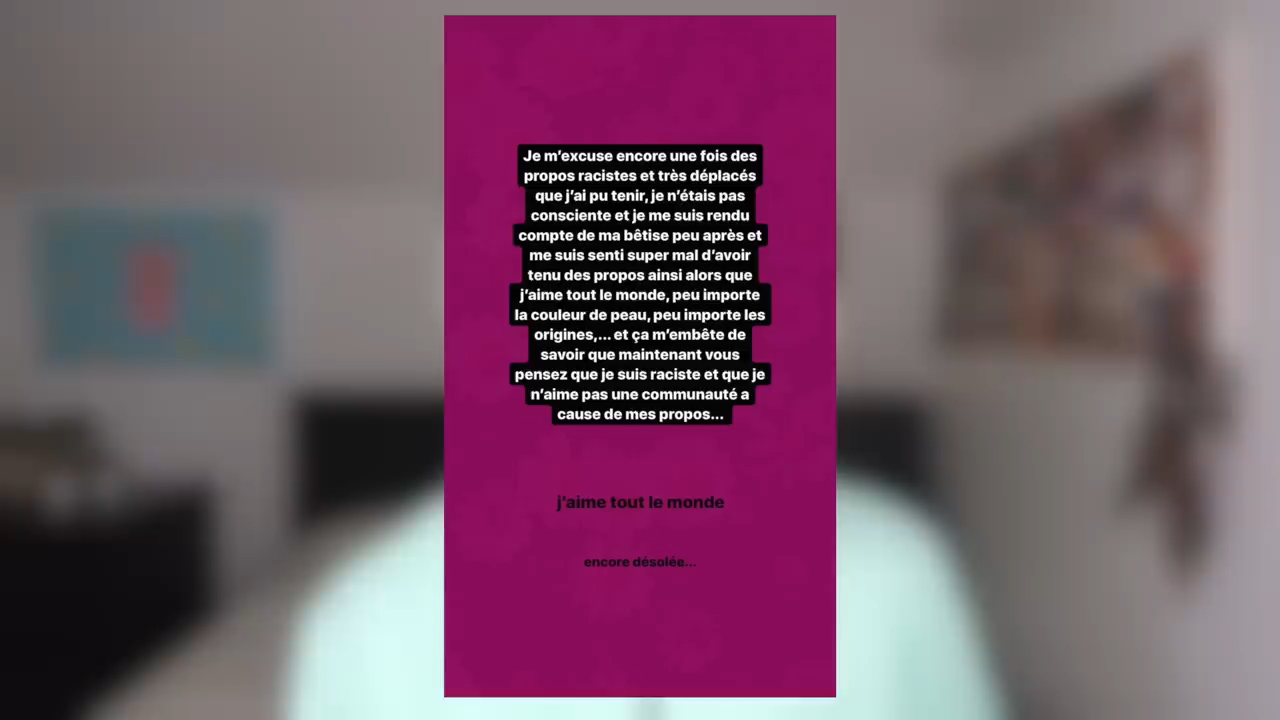 Je m’excuse encore une fois des
propos racistes et très déplacés
que j’ai pu tenir, je n’étais pas
consciente et je me suis rendu
compte de ma bêtise peu après et
me suis senti super mal d’avoir
tenu des propos ainsi alors que
j’aime tout le monde, peu importe
la couleur de peau, peu importe les
origines,... et ça m’embête de
savoir que maintenant vous
pensez que je suis raciste et que je
n’aime pas une communauté a
cause de mes propos...
j’aime tout le monde
encore désolée...